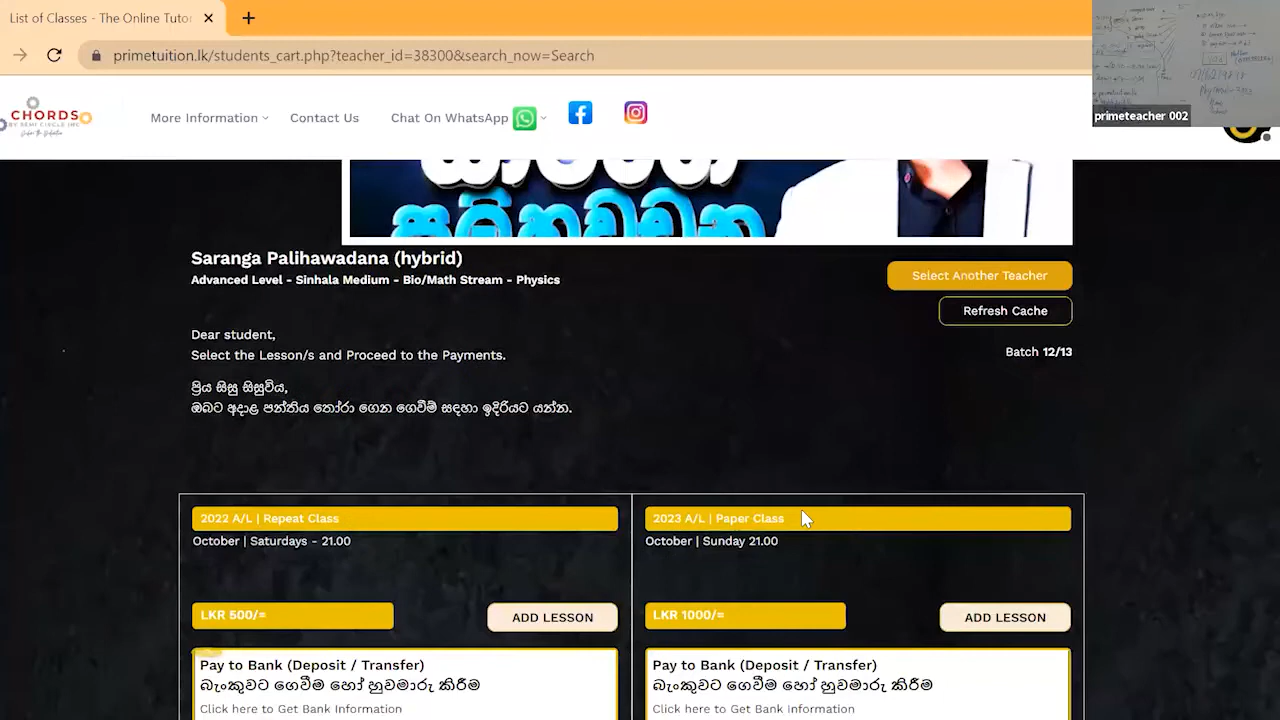 List of Classes - The Online Tutor
primetuition.lk/students_cart.php?teacher_id=38300&search_now=Search
CHORDS
BY SEMI CIRCLE INC
More Information
Contact Us
Chat On WhatsApp
primeteacher 002
Saranga Palihawadana (hybrid)
Advanced Level - Sinhala Medium - Bio/Math Stream - Physics
Select Another Teacher
Refresh Cache
Dear student,
Select the Lesson/s and Proceed to the Payments.
Batch 12/13
ප්‍රිය සිසු සිසුවිය,
ඔබට අදාළ පන්තිය තෝරා ගෙන ගෙවීම් සඳහා ඉදිරියට යන්න.
2022 A/L | Repeat Class
October | Saturdays - 21.00
LKR 500/=
ADD LESSON
Pay to Bank (Deposit / Transfer)
බැංකුවට ගෙවීම හෝ හුවමාරු කිරීම
Click here to Get Bank Information
2023 A/L | Paper Class
October | Sunday 21.00
LKR 1000/=
ADD LESSON
Pay to Bank (Deposit / Transfer)
බැංකුවට ගෙවීම හෝ හුවමාරු කිරීම
Click here to Get Bank Information